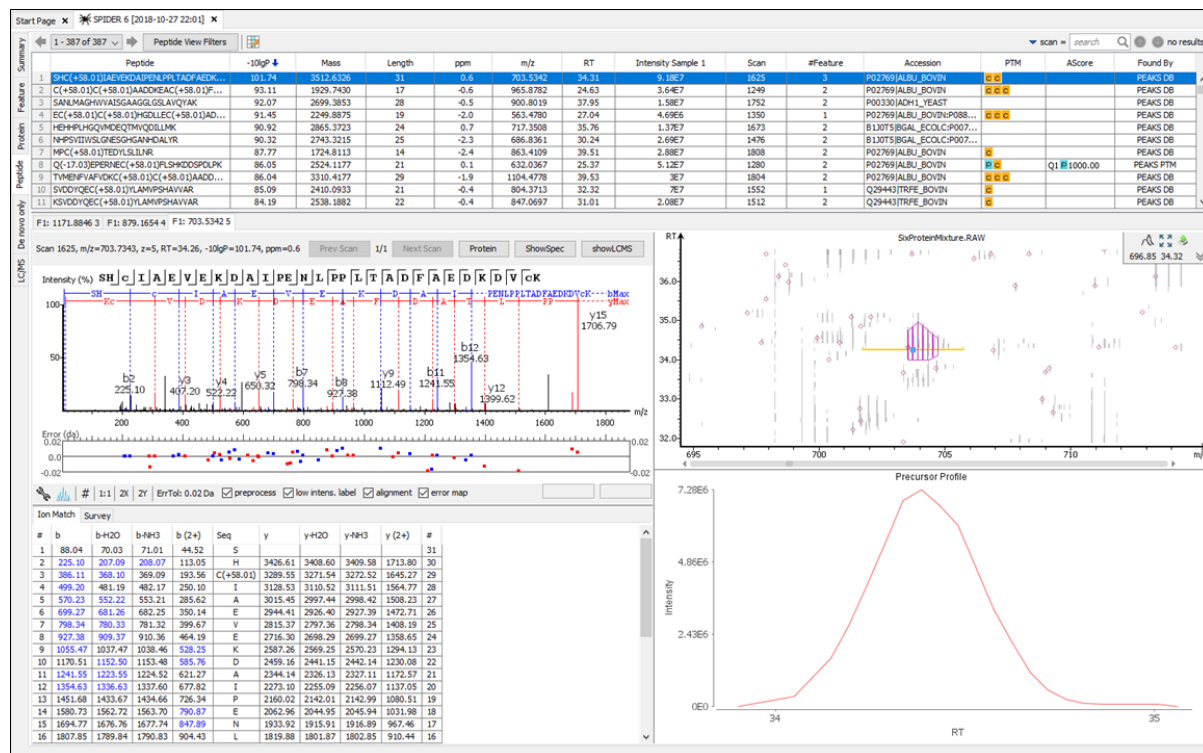 Start Page × SPIDER 6 [2018-10-27 22:01] ×
1 - 387 of 387 Peptide View Filters scan = search no results
Summary
Feature
Protein
Peptide
De novo only
LC/MS
Peptide -10lgP Mass Length ppm m/z RT Intensity Sample 1 Scan #Feature Accession PTM AScore Found By
1 SHC(+58.01)IAEVEKDAIPENLPPLTADFAEDK... 101.74 3512.6326 31 0.6 703.5342 34.31 9.18E7 1625 3 P02769|ALBU_BOVIN C C PEAKS DB
2 C(+58.01)C(+58.01)AADDKEAC(+58.01)F... 93.11 1929.7430 17 -0.6 965.8782 24.63 3.64E7 1249 2 P02769|ALBU_BOVIN C C C PEAKS DB
3 SANLMAGHWVAISGAAGGLGSLAVQYAK 92.07 2699.3853 28 -0.5 900.8019 37.95 1.58E7 1752 2 P00330|ADH1_YEAST PEAKS DB
4 EC(+58.01)C(+58.01)HGDLLEC(+58.01)AD... 91.45 2249.8875 19 -2.0 563.4780 27.04 4.69E6 1350 1 P02769|ALBU_BOVIN:P088... C C C PEAKS DB
5 HEHHPLHGQVMDEQTMVQDILLMK 90.92 2865.3723 24 0.7 717.3508 35.76 1.37E7 1673 2 B1J0T5|BGAL_ECOLC:P007... PEAKS DB
6 NHPSVIIWSLGNESGHGANHDALYR 90.32 2743.3215 25 -2.3 686.8361 30.24 2.69E7 1476 2 B1J0T5|BGAL_ECOLC:P007... PEAKS DB
7 MPC(+58.01)TEDYLSLILNR 87.77 1724.8113 14 -2.4 863.4109 39.51 2.88E7 1808 2 P02769|ALBU_BOVIN C PEAKS DB
8 Q(-17.03)EPERNEC(+58.01)FLSHKDDSPDLPK 86.05 2524.1177 21 0.1 632.0367 25.37 5.12E6 1280 2 P02769|ALBU_BOVIN P C Q1 P 1000.00 PEAKS PTM
9 TVMENFVAFVDKC(+58.01)C(+58.01)AADD... 86.04 3310.4177 29 -1.9 1104.4778 39.53 3E7 1804 2 P02769|ALBU_BOVIN C C C PEAKS DB
10 SVDDYQEC(+58.01)YLAMVPSHAVVAR 85.09 2410.0933 21 -0.4 804.3713 32.32 7E7 1552 1 Q29443|TRFE_BOVIN C PEAKS DB
11 KSVDDYQEC(+58.01)YLAMVPSHAVVAR 84.19 2538.1882 22 -0.4 847.0697 31.01 2.08E7 1512 2 Q29443|TRFE_BOVIN C PEAKS DB
F1: 1171.8846 3 F1: 879.1654 4 F1: 703.5342 5
Scan 1625, m/z=703.7343, z=5, RT=34.26, -10lgP=101.74, ppm=0.6 Prev Scan 1/1 Next Scan Protein ShowSpec showLCMS
Intensity (%) SHcIAEVEKDAIPENLPPLTADFAEDKDVcK
SH c I A E V E K D A I PENLPPLTADFAEDKDVcK bMax
Kc V D K D E A F D A T L PP yMax
100
50
y15
1706.79
b12
1354.63
b2
225.10
y3
407.20
y4
522.22
y5
650.32
b7
798.34
b8
927.38
y9
1112.49
b11
1241.55
y12
1399.62
200 400 600 800 1000 1200 1400 1600 1800 m/z
Error (da)
0.02 0.02
0.0 0.0
-0.02 -0.02
# 1:1 2X 2Y ErrTol: 0.02 Da preprocess low intens. label alignment error map
Ion Match Survey
# b b-H2O b-NH3 b (2+) Seq y y-H2O y-NH3 y (2+) #
1 88.04 70.03 71.01 44.52 S 31
2 225.10 207.09 208.07 113.05 H 3426.61 3408.60 3409.58 1713.80 30
3 386.11 368.10 369.09 193.56 C(+58.01) 3289.55 3271.54 3272.52 1645.27 29
4 499.20 481.19 482.17 250.10 I 3128.53 3110.52 3111.51 1564.77 28
5 570.23 552.22 553.21 285.62 A 3015.45 2997.44 2998.42 1508.23 27
6 699.27 681.26 682.25 350.14 E 2944.41 2926.40 2927.39 1472.71 26
7 798.34 780.33 781.32 399.67 V 2815.37 2797.36 2798.34 1408.19 25
8 927.38 909.37 910.36 464.19 E 2716.30 2698.29 2699.27 1358.65 24
9 1055.47 1037.47 1038.46 528.25 K 2587.26 2569.25 2570.23 1294.13 23
10 1170.51 1152.50 1153.48 585.76 D 2459.16 2441.15 2442.14 1230.08 22
11 1241.55 1223.55 1224.52 621.27 A 2344.14 2326.13 2327.11 1172.57 21
12 1354.63 1336.63 1337.60 677.82 I 2273.10 2255.09 2256.07 1137.05 20
13 1451.68 1433.67 1434.66 726.34 P 2160.02 2142.01 2142.99 1080.51 19
14 1580.73 1562.72 1563.70 790.87 E 2062.96 2044.95 2045.94 1031.98 18
15 1694.77 1676.76 1677.74 847.89 N 1933.92 1915.91 1916.89 967.46 17
16 1807.85 1789.84 1790.83 904.43 L 1819.88 1801.87 1802.85 910.44 16
SixProteinMixture.RAW
RT
696.85 34.32
36.0
35.0
34.0
33.0
32.0
695 700 705 710 m/
Precursor Profile
7.28E6
4.86E6
2.43E6
0E0
Intensity
34 35
RT